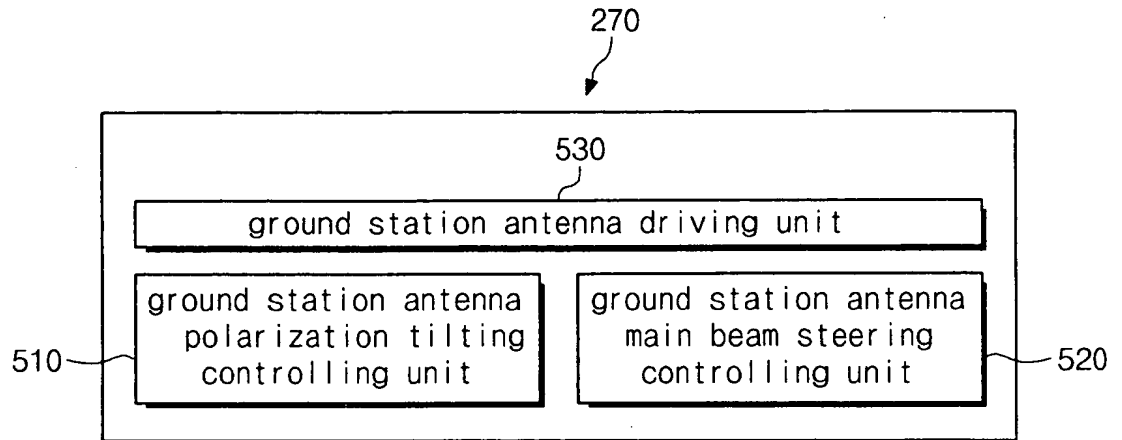 270
530
ground station antenna driving unit
ground station antenna
polarization tilting
controlling unit
510
ground station antenna
main beam steering
controlling unit
520